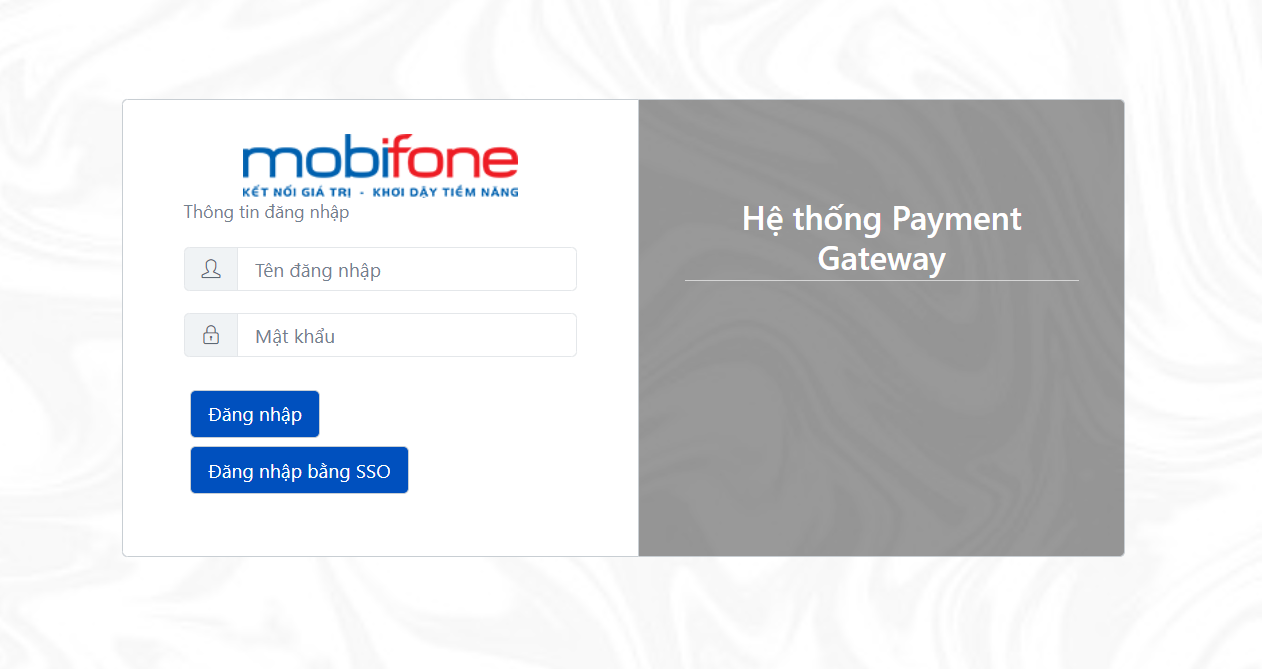 mobifone
KẾT NỐI GIÁ TRỊ - KHƠI DẬY TIỀM NĂNG
Thông tin đăng nhập
Tên đăng nhập
Mật khẩu
Đăng nhập
Đăng nhập bằng SSO
Hệ thống Payment
Gateway